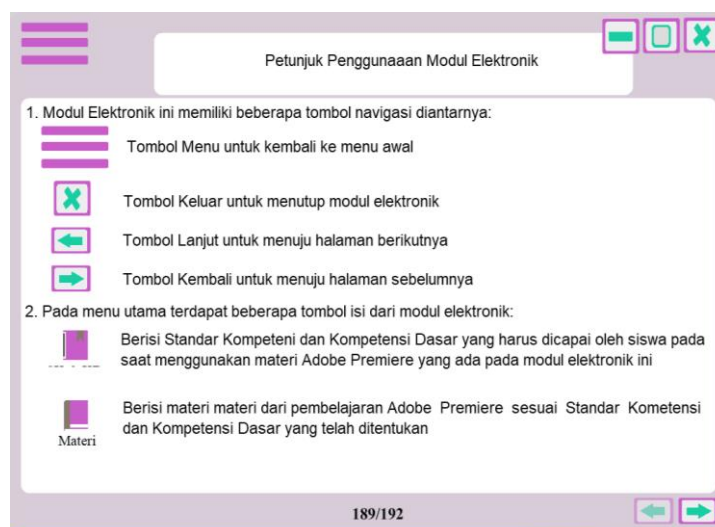 Petunjuk Penggunaaan Modul Elektronik
1. Modul Elektronik ini memiliki beberapa tombol navigasi diantarnya:
Tombol Menu untuk kembali ke menu awal
Tombol Keluar untuk menutup modul elektronik
Tombol Lanjut untuk menuju halaman berikutnya
Tombol Kembali untuk menuju halaman sebelumnya
2. Pada menu utama terdapat beberapa tombol isi dari modul elektronik:
Berisi Standar Kompeteni dan Kompetensi Dasar yang harus dicapai oleh siswa pada
saat menggunakan materi Adobe Premiere yang ada pada modul elektronik ini
Berisi materi materi dari pembelajaran Adobe Premiere sesuai Standar Kometensi
dan Kompetensi Dasar yang telah ditentukan
Materi
189/192